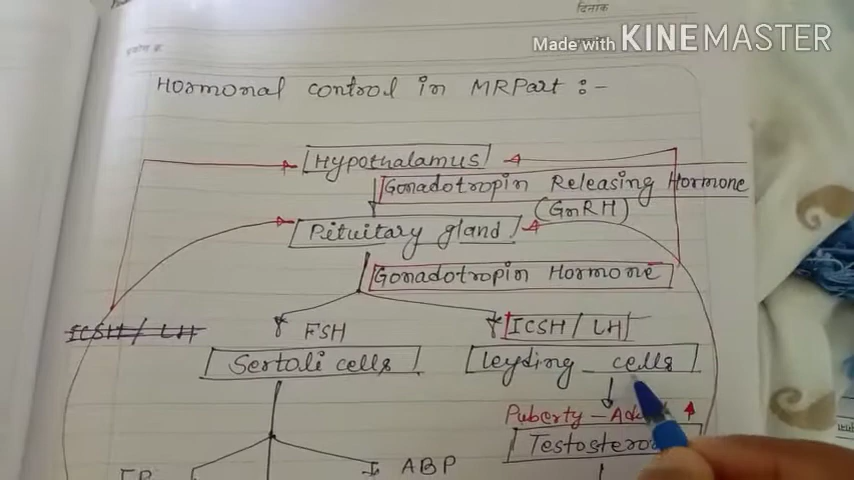 दिनांक
Made with KINEMASTER
Hormonal control in MRPart :-
Hypothalamus
Gonadotropin Releasing Hormone
(GnRH)
Pituitary gland
Gonadotropin Hormone
ICSH / LH
FSH
ICSH / LH
Sertoli cells
Leyding cells
Puberty -
ABP